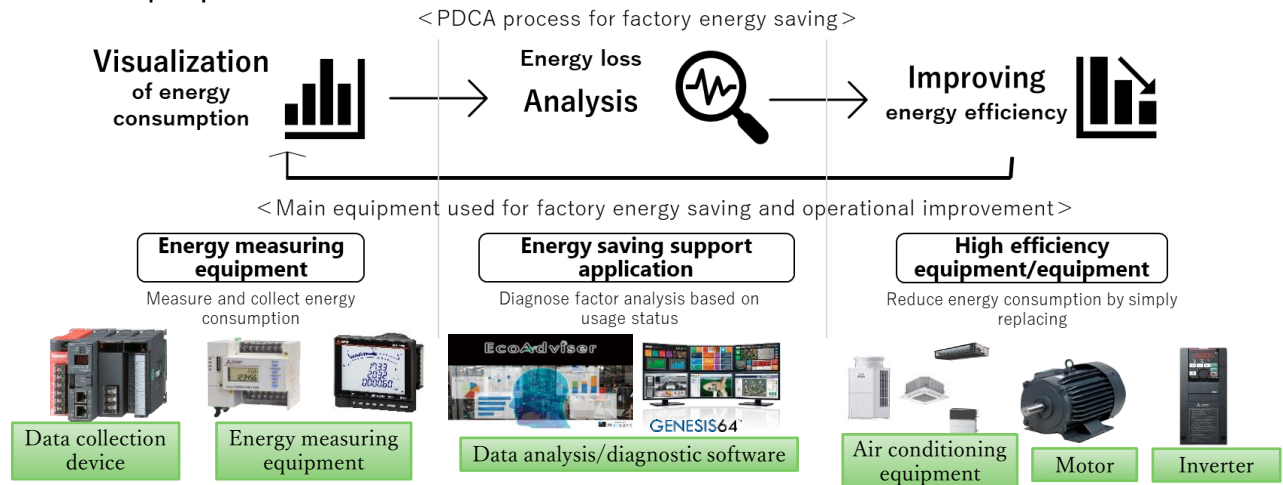 <PDCA process for factory energy saving>
Visualization
of energy
consumption
Energy loss
Analysis
Improving
energy efficiency
<Main equipment used for factory energy saving and operational improvement>
Energy measuring
equipment
Measure and collect energy
consumption
Energy saving support
application
Diagnose factor analysis based on
usage status
High efficiency
equipment/equipment
Reduce energy consumption by simply
replacing
EcoAdviser
GENESIS64
Data collection
device
Energy measuring
equipment
Data analysis/diagnostic software
Air conditioning
equipment
Motor
Inverter